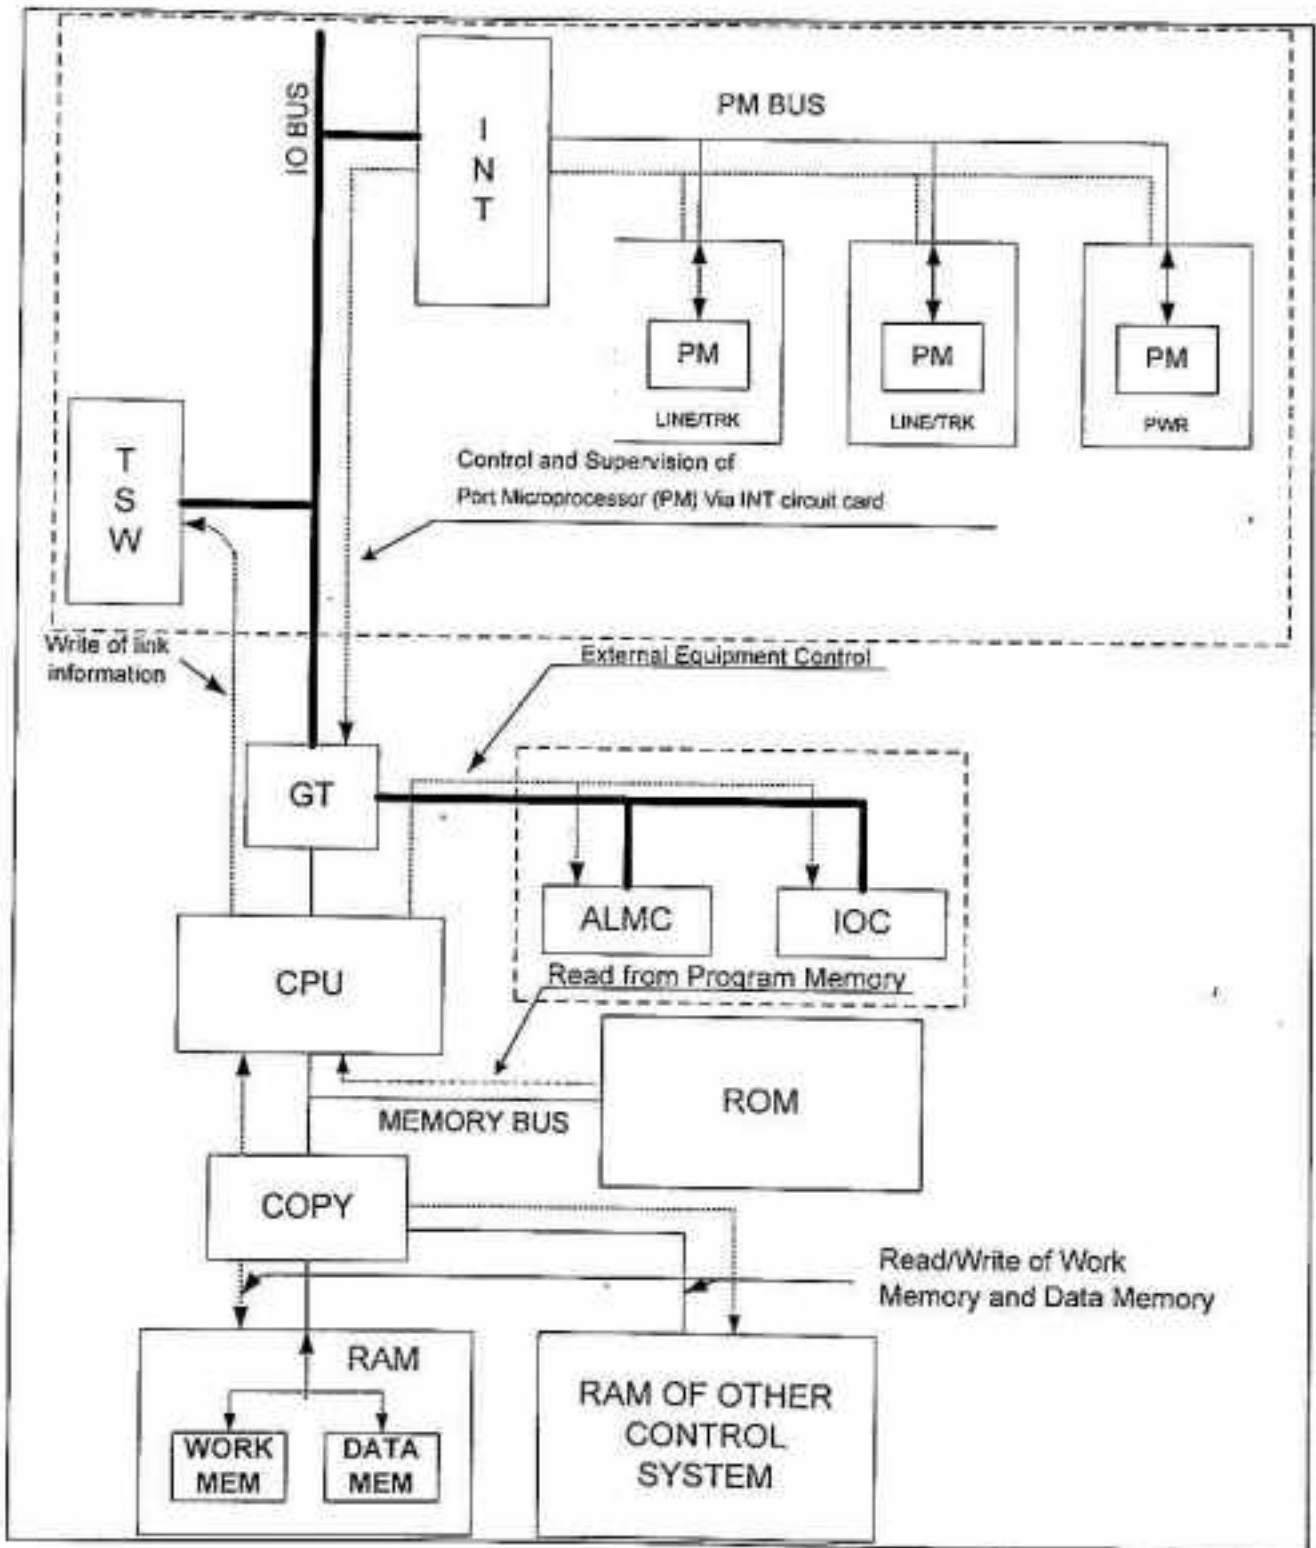 IO BUS
I
N
T
PM BUS
PM
LINE/TRK
PM
LINE/TRK
PM
PWR
T
S
W
Control and Supervision of
Port Microprocessor (PM) Via INT circuit card
Write of link
information
External Equipment Control
GT
ALMC
IOC
CPU
Read from Program Memory
ROM
MEMORY BUS
COPY
Read/Write of Work
Memory and Data Memory
RAM
WORK
MEM
DATA
MEM
RAM OF OTHER
CONTROL
SYSTEM